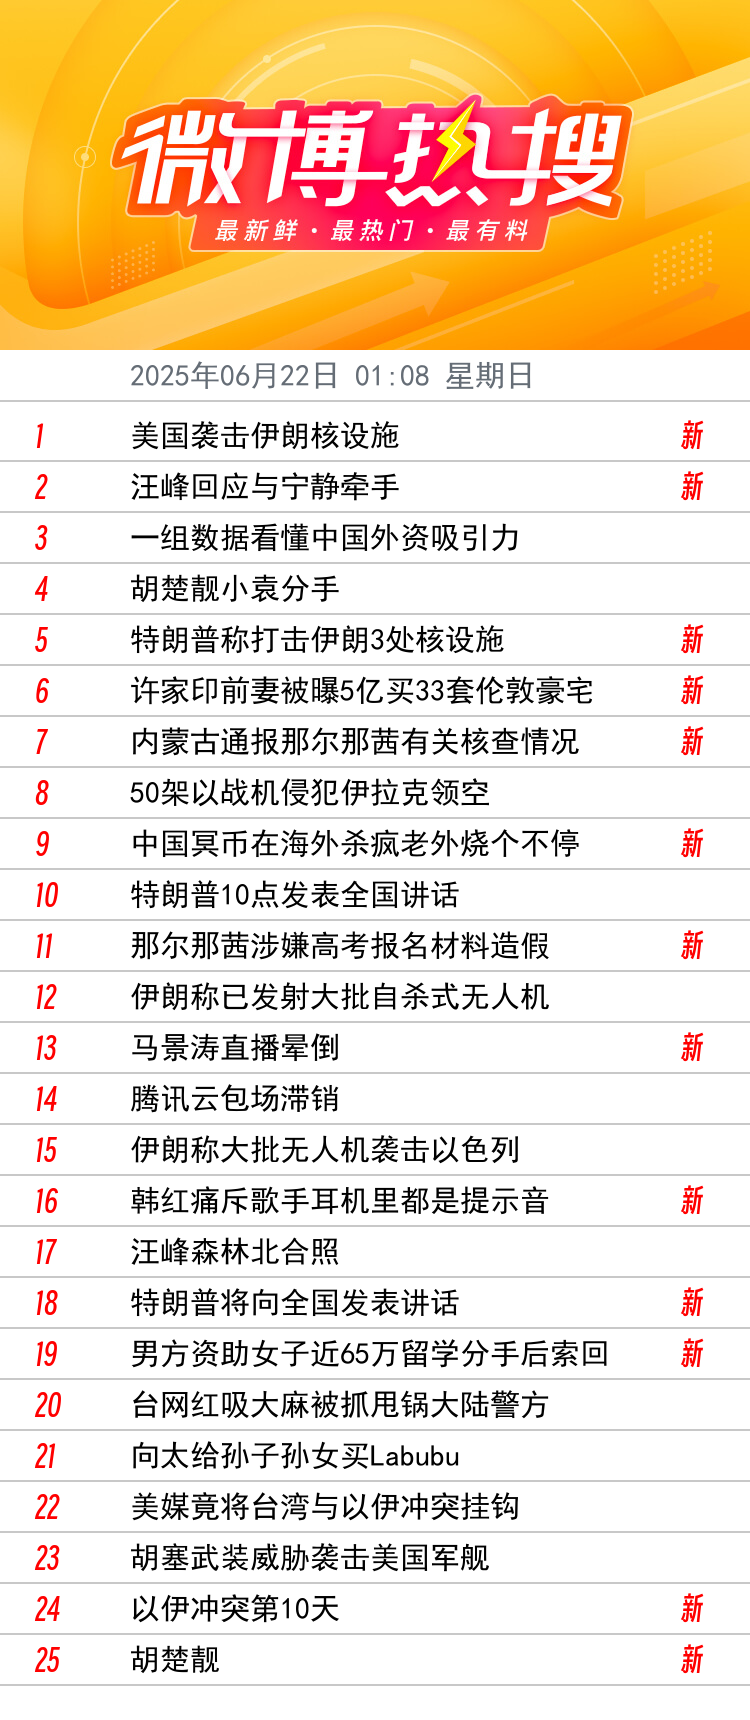 微博热搜
最新鲜·最热门·最有料
2025年06月22日 01:08 星期日
1 美国袭击伊朗核设施 新
2 汪峰回应与宁静牵手 新
3 一组数据看懂中国外资吸引力
4 胡楚靓小袁分手
5 特朗普称打击伊朗3处核设施 新
6 许家印前妻被曝5亿买33套伦敦豪宅 新
7 内蒙古通报那尔那茜有关核查情况 新
8 50架以战机侵犯伊拉克领空
9 中国冥币在海外杀疯老外烧个不停 新
10 特朗普10点发表全国讲话
11 那尔那茜涉嫌高考报名材料造假 新
12 伊朗称已发射大批自杀式无人机
13 马景涛直播晕倒 新
14 腾讯云包场滞销
15 伊朗称大批无人机袭击以色列
16 韩红痛斥歌手耳机里都是提示音 新
17 汪峰森林北合照
18 特朗普将向全国发表讲话 新
19 男方资助女子近65万留学分手后索回 新
20 台网红吸大麻被抓甩锅大陆警方
21 向太给孙子孙女买Labubu
22 美媒竟将台湾与以伊冲突挂钩
23 胡塞武装威胁袭击美国军舰
24 以伊冲突第10天 新
25 胡楚靓 新